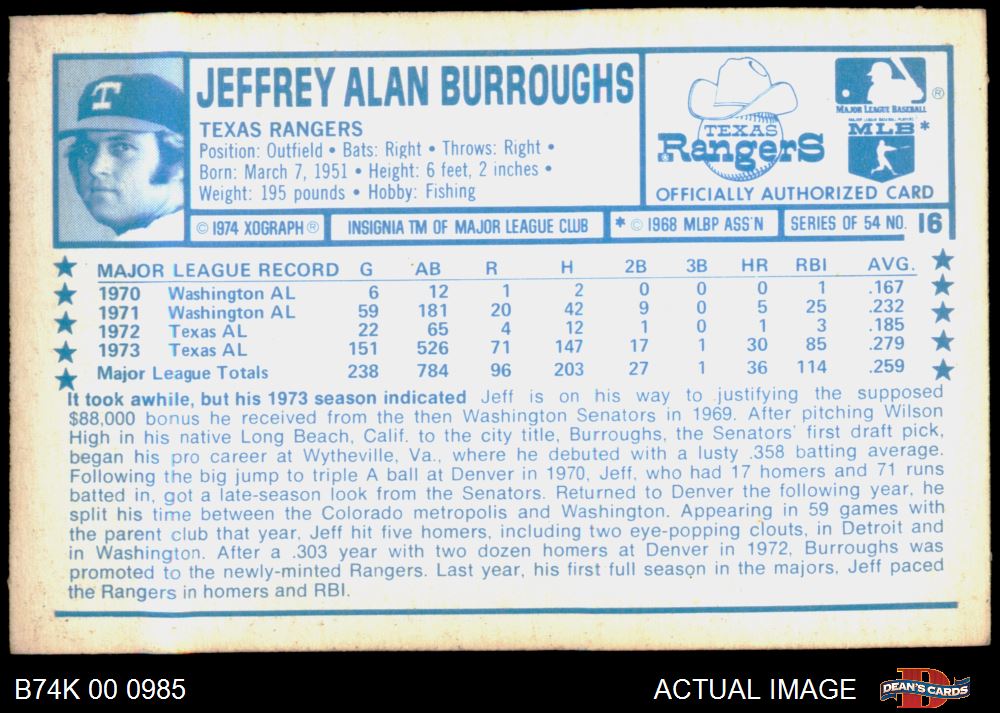 T
JEFFREY ALAN BURROUGHS
TEXAS RANGERS
Position: Outfield • Bats: Right • Throws: Right •
Born: March 7, 1951 • Height: 6 feet, 2 inches •
Weight: 195 pounds • Hobby: Fishing
TEXAS
RangerS
MAJOR LEAGUE BASEBALL ®
MAJOR LEAGUE BASEBALL PLAYERS
MLB *
OFFICIALLY AUTHORIZED CARD
© 1974 XOGRAPH ® INSIGNIA TM OF MAJOR LEAGUE CLUB * © 1968 MLBP ASS'N SERIES OF 54 NO. 16
MAJOR LEAGUE RECORD G AB R H 2B 3B HR RBI AVG.
1970 Washington AL 6 12 1 2 0 0 0 1 .167
1971 Washington AL 59 181 20 42 9 0 5 25 .232
1972 Texas AL 22 65 4 12 1 0 1 3 .185
1973 Texas AL 151 526 71 147 17 1 30 85 .279
Major League Totals 238 784 96 203 27 1 36 114 .259
It took awhile, but his 1973 season indicated Jeff is on his way to justifying the supposed
$88,000 bonus he received from the then Washington Senators in 1969. After pitching Wilson
High in his native Long Beach, Calif. to the city title, Burroughs, the Senators' first draft pick,
began his pro career at Wytheville, Va., where he debuted with a lusty .358 batting average.
Following the big jump to triple A ball at Denver in 1970, Jeff, who had 17 homers and 71 runs
batted in, got a late-season look from the Senators. Returned to Denver the following year, he
split his time between the Colorado metropolis and Washington. Appearing in 59 games with
the parent club that year, Jeff hit five homers, including two eye-popping clouts, in Detroit and
in Washington. After a .303 year with two dozen homers at Denver in 1972, Burroughs was
promoted to the newly-minted Rangers. Last year, his first full season in the majors, Jeff paced
the Rangers in homers and RBI.
B74K 00 0985
ACTUAL IMAGE
D
DEAN'S CARDS